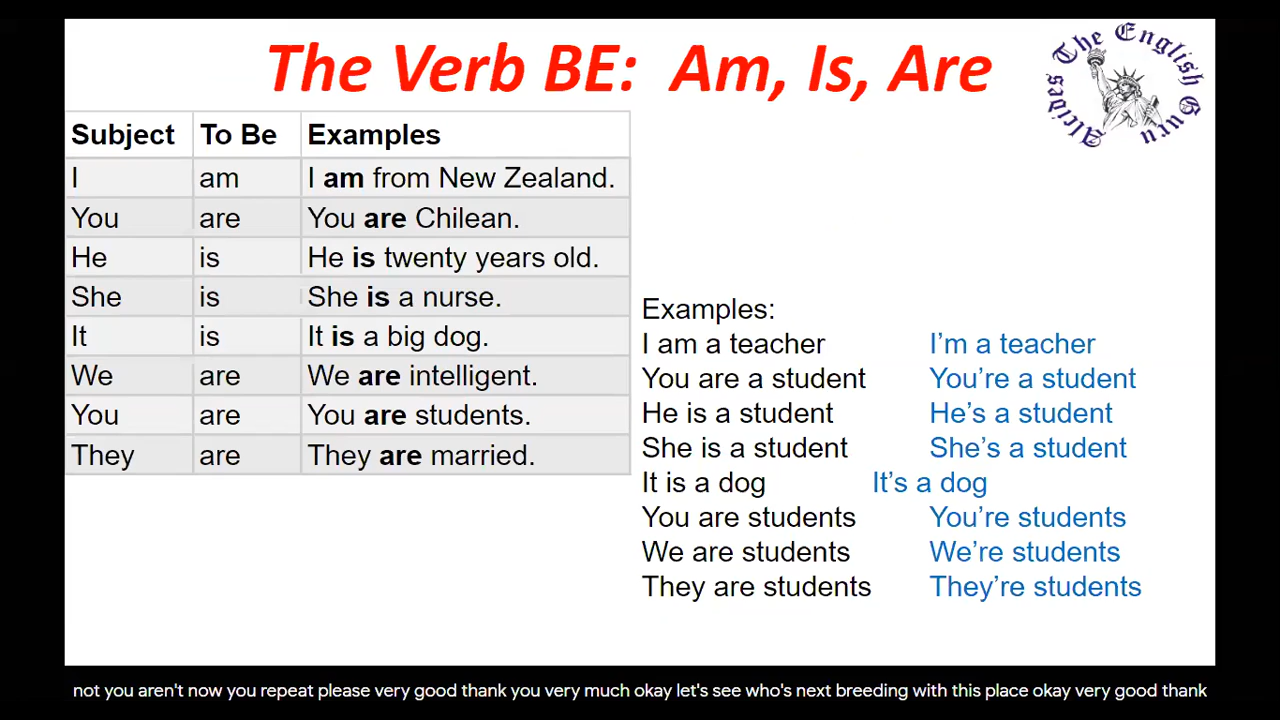 The Verb BE: Am, Is, Are
Alcides The English Guru
Subject To Be Examples
I am I am from New Zealand.
You are You are Chilean.
He is He is twenty years old.
She is She is a nurse.
It is It is a big dog.
We are We are intelligent.
You are You are students.
They are They are married.
Examples:
I am a teacher I’m a teacher
You are a student You’re a student
He is a student He’s a student
She is a student She’s a student
It is a dog It’s a dog
You are students You’re students
We are students We’re students
They are students They’re students
not you aren't now you repeat please very good thank you very much okay let's see who's next breeding with this place okay very good thank